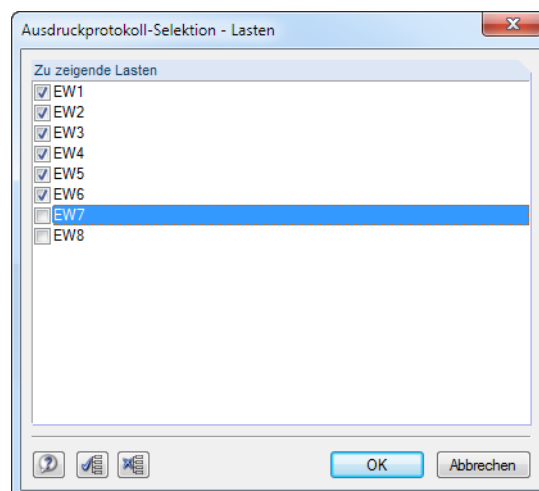 Ausdruckprotokoll-Selektion - Lasten
Zu zeigende Lasten
EW1
EW2
EW3
EW4
EW5
EW6
EW7
EW8
OK Abbrechen